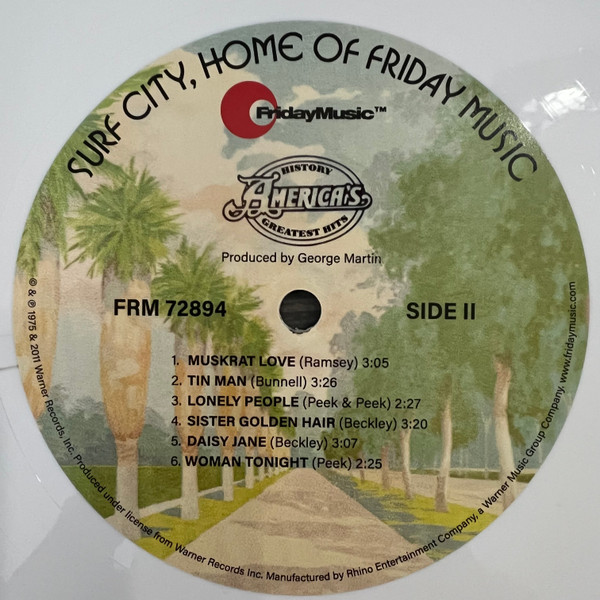 SURF CITY, HOME OF FRIDAY MUSIC
FridayMusic™
HISTORY
AMERICA'S
GREATEST HITS
Produced by George Martin
FRM 72894
SIDE II
1. MUSKRAT LOVE (Ramsey) 3:05
2. TIN MAN (Bunnell) 3:26
3. LONELY PEOPLE (Peek & Peek) 2:27
4. SISTER GOLDEN HAIR (Beckley) 3:20
5. DAISY JANE (Beckley) 3:07
6. WOMAN TONIGHT (Peek) 2:25
© & ℗ 1975 & 2011 Warner Records, Inc. Produced under license from Warner Records Inc. Manufactured by Rhino Entertainment Company, a Warner Music Group Company. www.fridaymusic.com